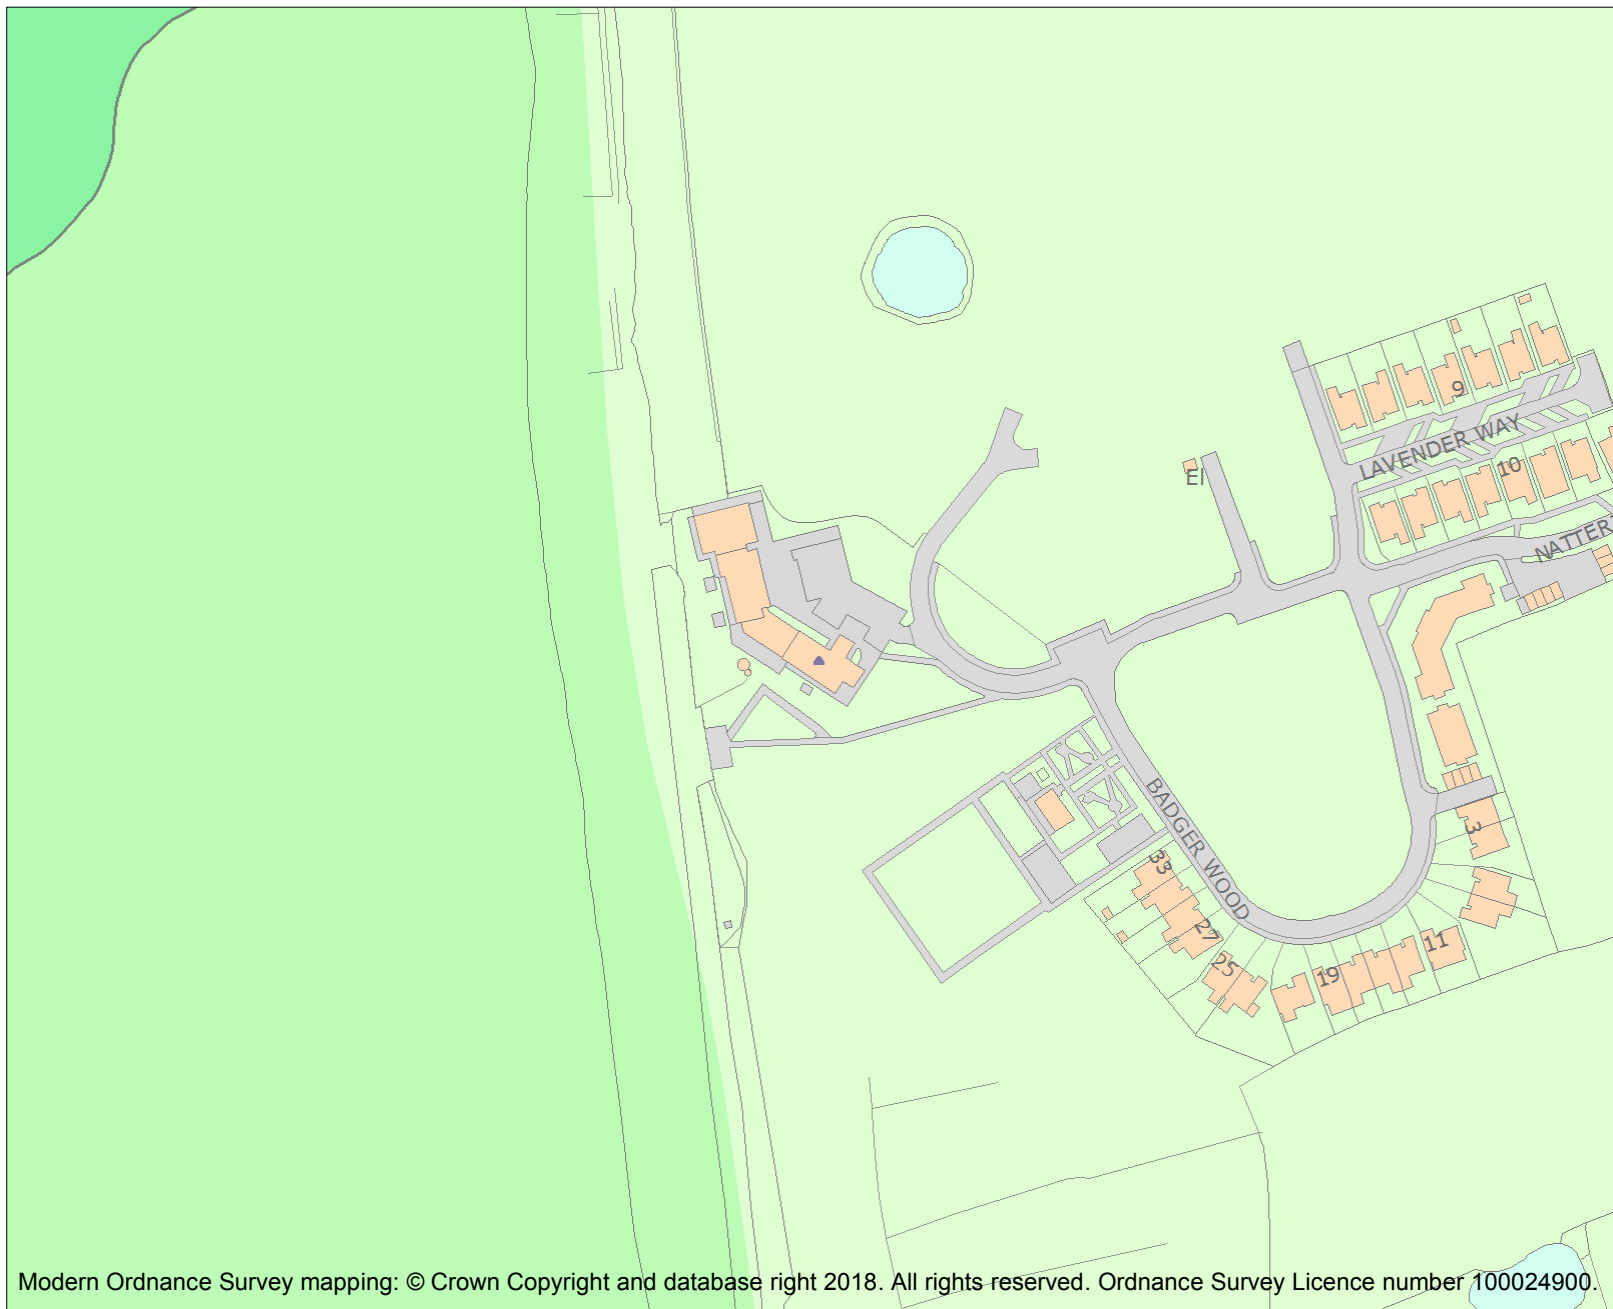 9
LAVENDER WAY
10
El
NATTER
BADGER WOOD
3
33
27
25
19
11
Modern Ordnance Survey mapping: © Crown Copyright and database right 2018. All rights reserved. Ordnance Survey Licence number 100024900.